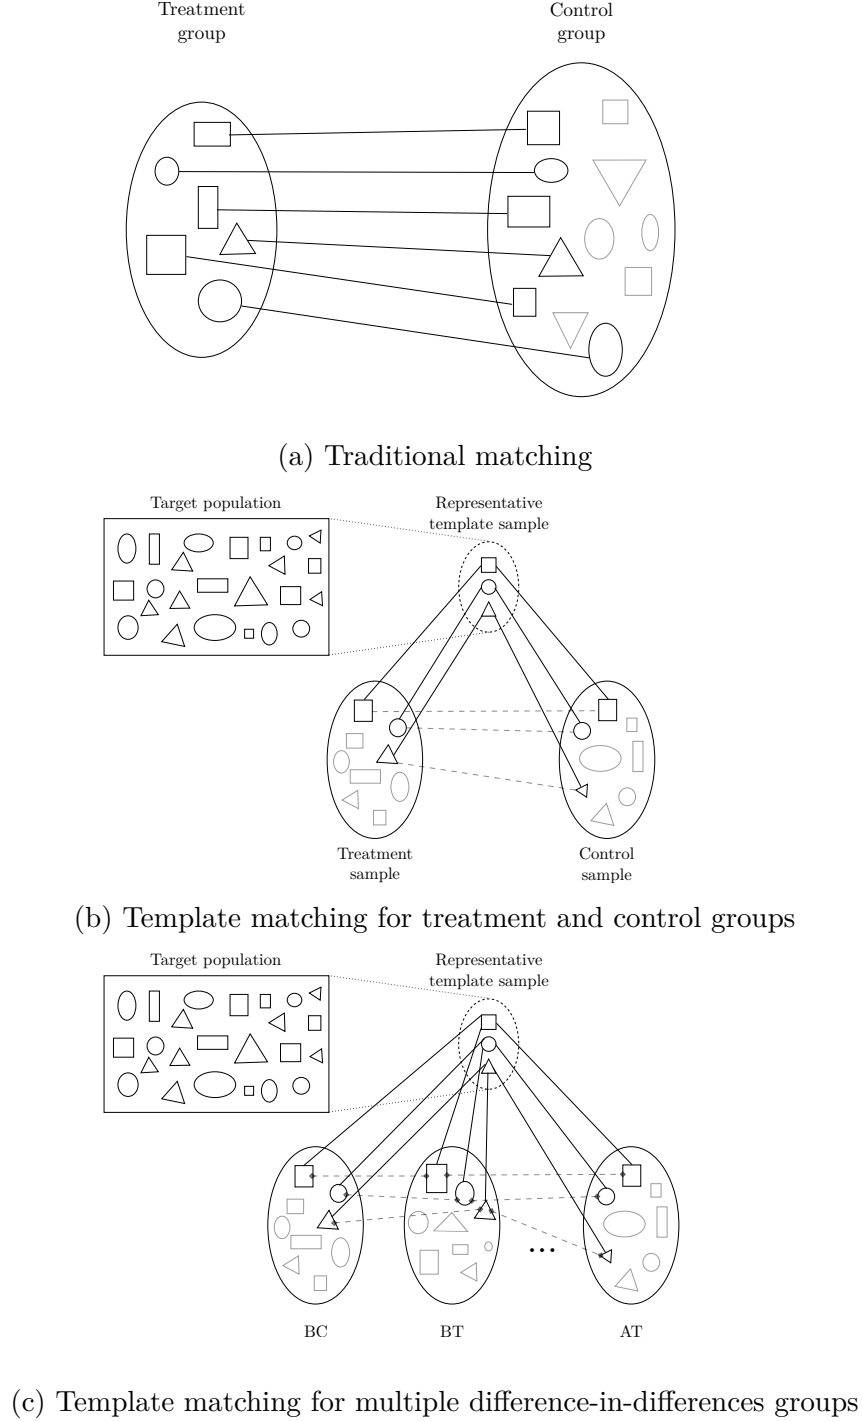 Treatment
group
Control
group
(a) Traditional matching
Target population
Representative
template sample
Treatment
sample
Control
sample
(b) Template matching for treatment and control groups
Target population
Representative
template sample
...
BC
BT
AT
(c) Template matching for multiple difference-in-differences groups